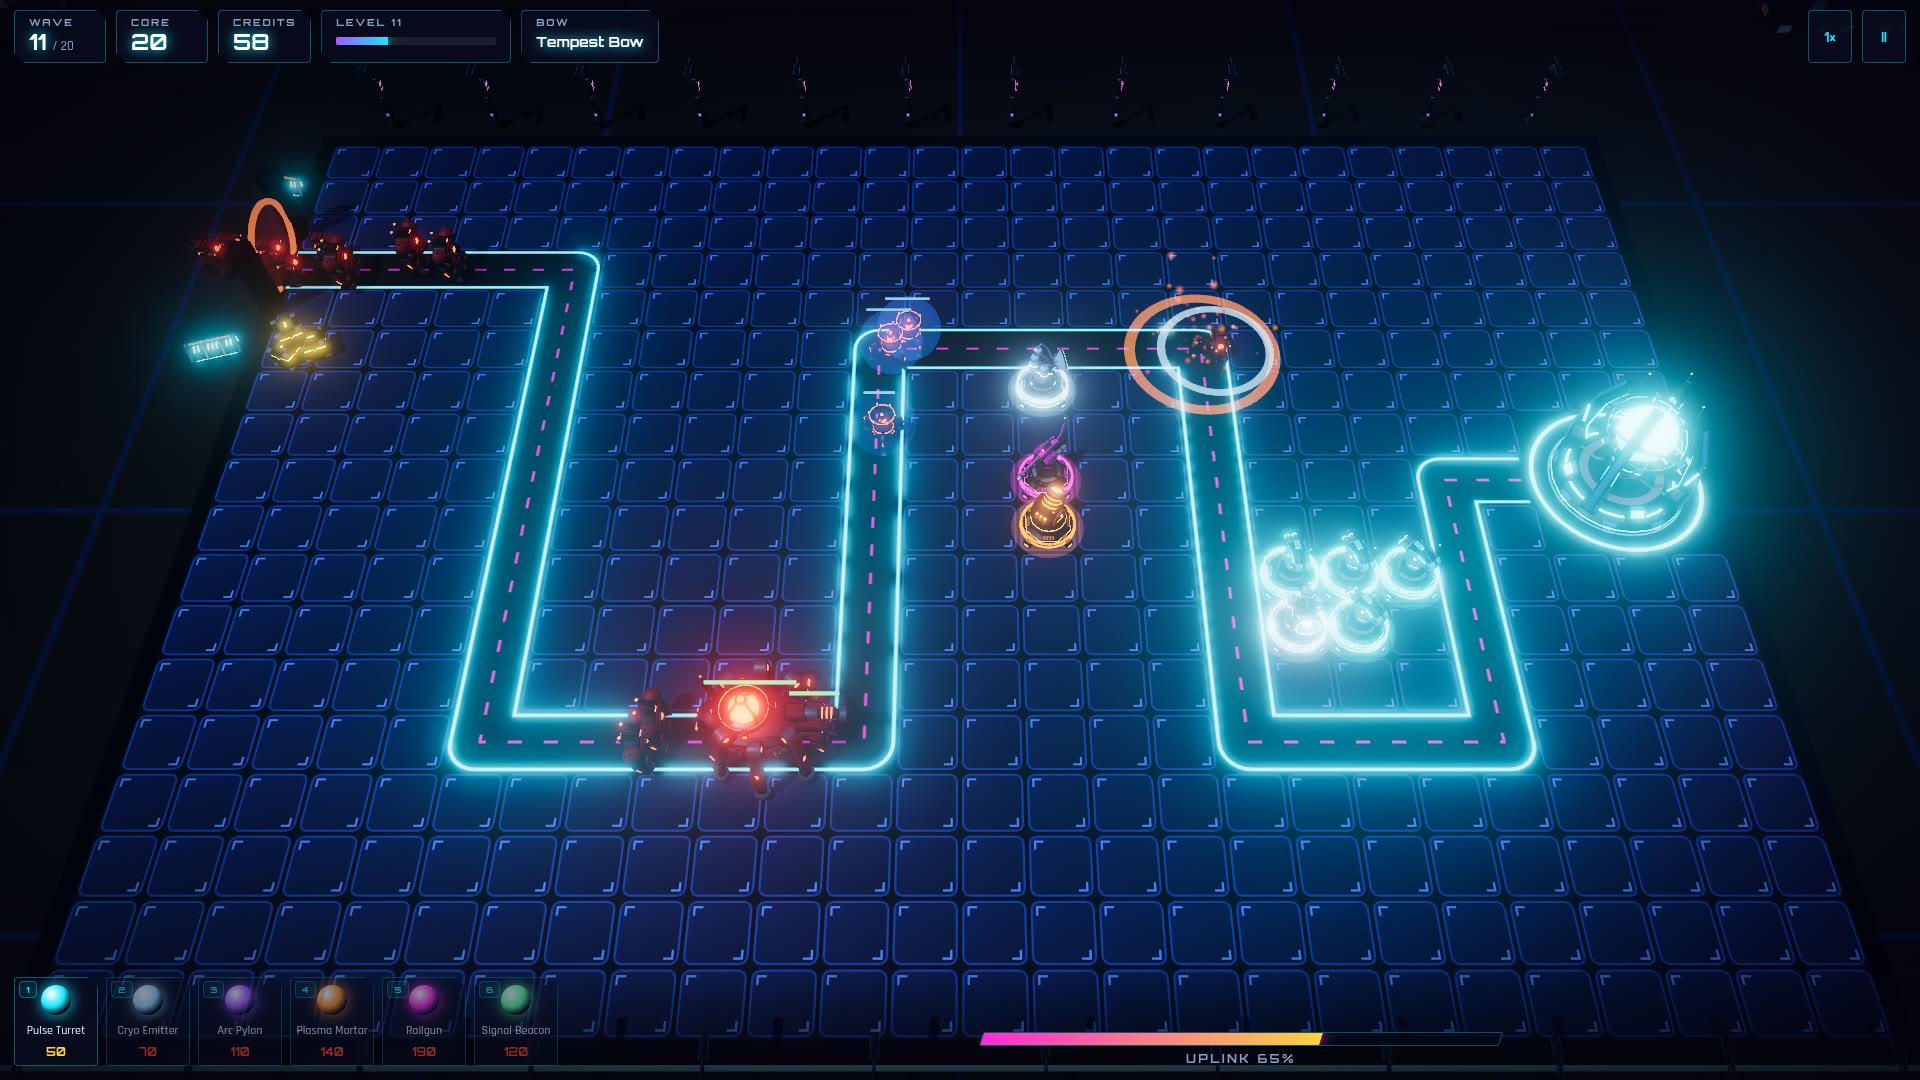 WAVE
11 / 20
CORE
20
CREDITS
58
LEVEL 11
BOW
Tempest Bow
1x
II
1
Pulse Turret
50
2
Cryo Emitter
70
3
Arc Pylon
110
4
Plasma Mortar
140
5
Railgun
190
6
Signal Beacon
120
UPLINK 65%